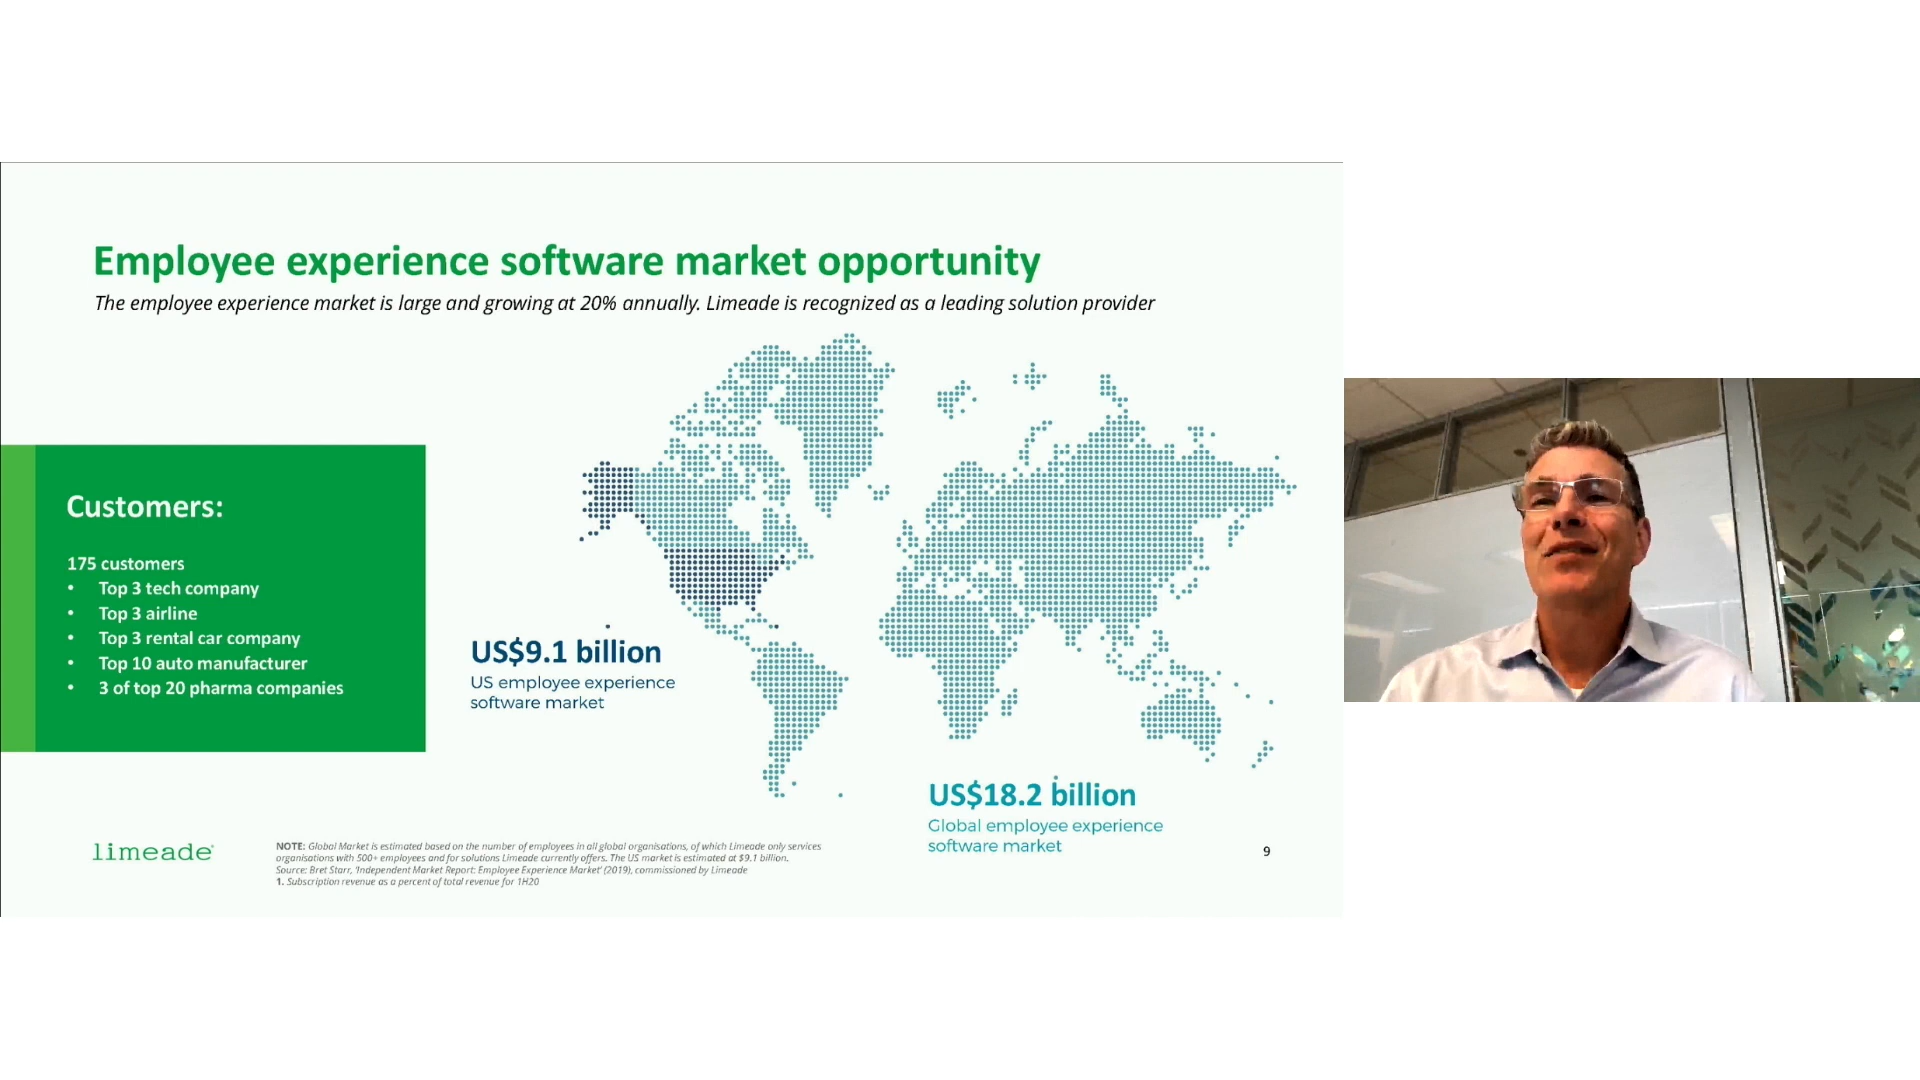 Employee experience software market opportunity
The employee experience market is large and growing at 20% annually. Limeade is recognized as a leading solution provider
Customers:
175 customers
• Top 3 tech company
• Top 3 airline
• Top 3 rental car company
• Top 10 auto manufacturer
• 3 of top 20 pharma companies
US$9.1 billion
US employee experience
software market
US$18.2 billion
Global employee experience
software market
limeade
NOTE: Global Market is estimated based on the number of employees in all global organisations, of which Limeade only services
organisations with 500+ employees and for solutions Limeade currently offers. The US market is estimated at $9.1 billion.
Source: Bret Starr, 'Independent Market Report: Employee Experience Market' (2019), commissioned by Limeade
1. Subscription revenue as a percent of total revenue for 1H20
9